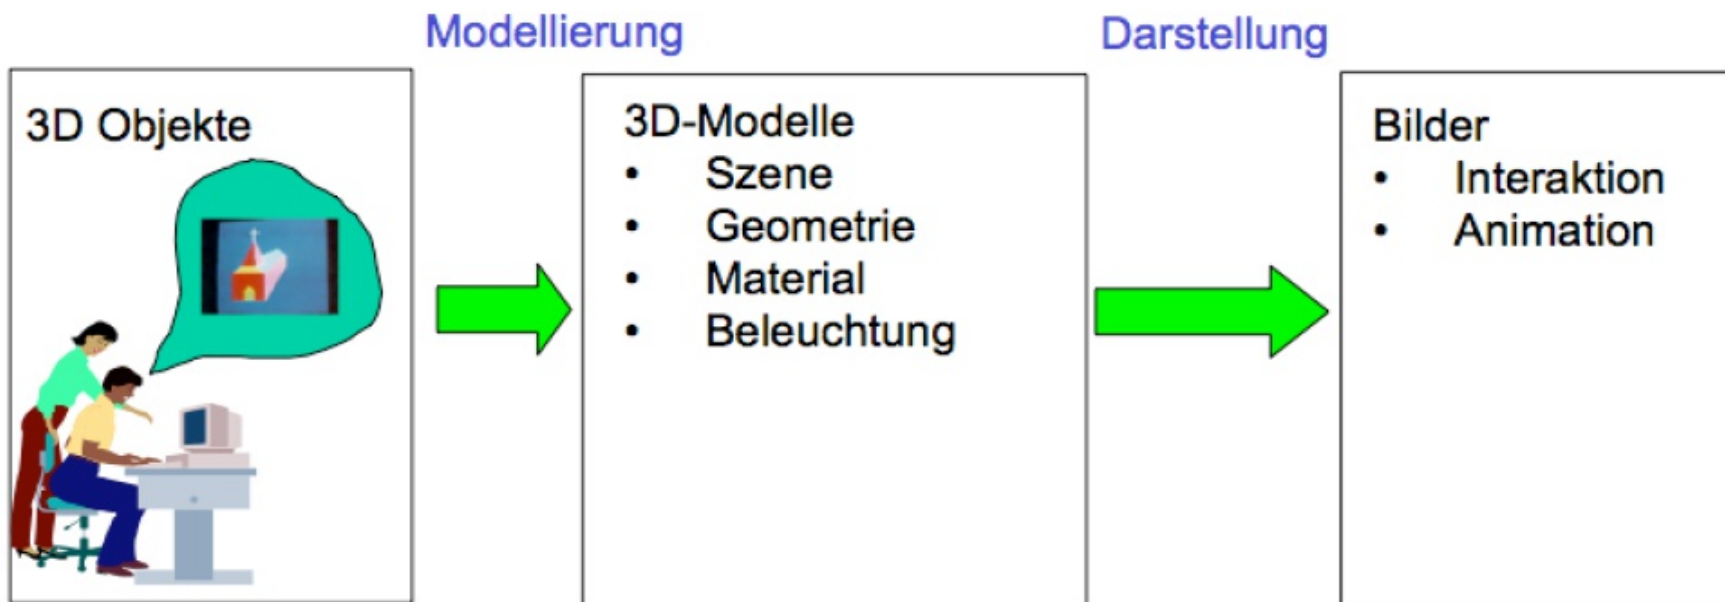 Modellierung
Darstellung
3D Objekte
3D-Modelle
• Szene
• Geometrie
• Material
• Beleuchtung
Bilder
• Interaktion
• Animation